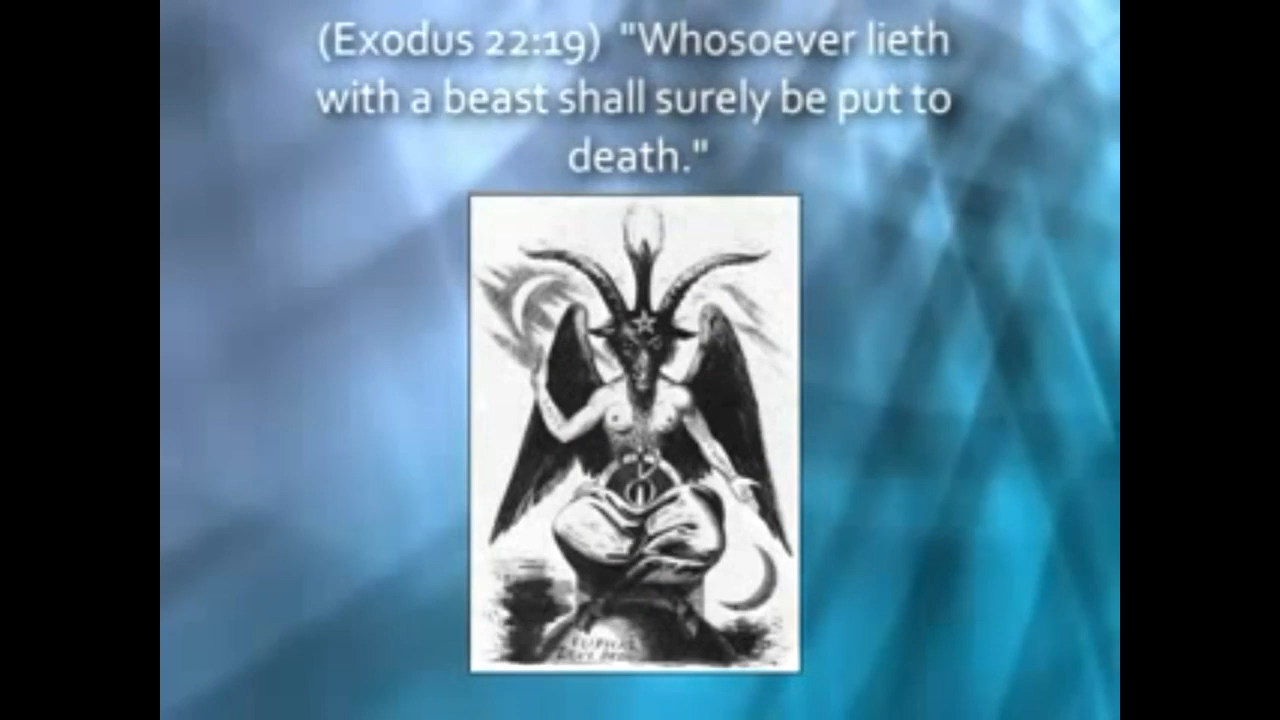 (Exodus 22:19) "Whosoever lieth
with a beast shall surely be put to
death."